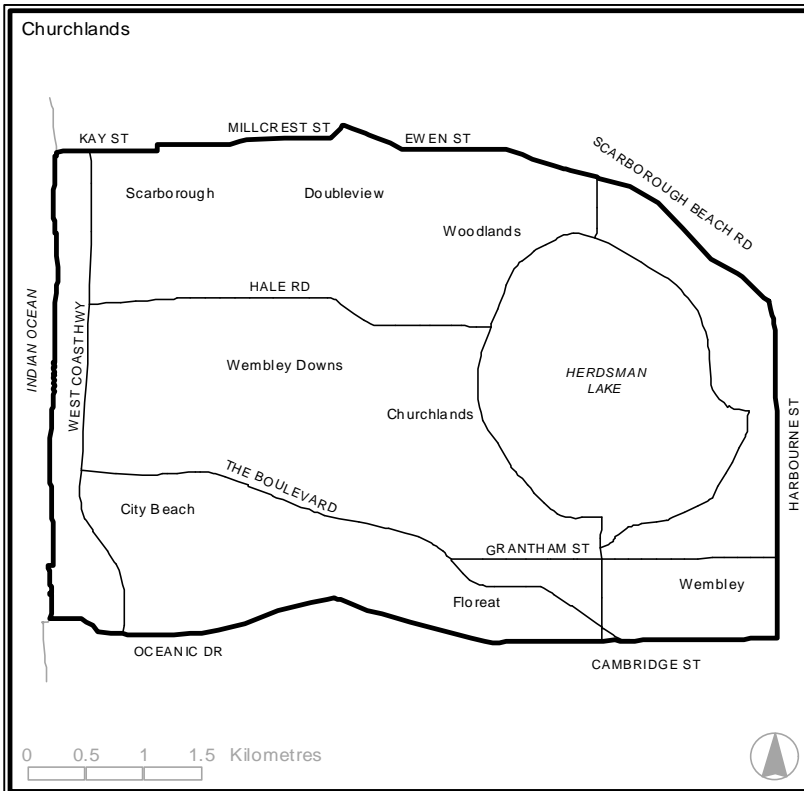 Churchlands
KAY ST
MILLCREST ST
EWEN ST
SCARBOROUGH BEACH RD
Scarborough
Doubleview
Woodlands
HALE RD
INDIAN OCEAN
WEST COAST HWY
Wembley Downs
HERDSMAN
LAKE
Churchlands
HARBOURNE ST
THE BOULEVARD
City Beach
GRANTHAM ST
Floreat
Wembley
OCEANIC DR
CAMBRIDGE ST
0 0.5 1 1.5 Kilometres